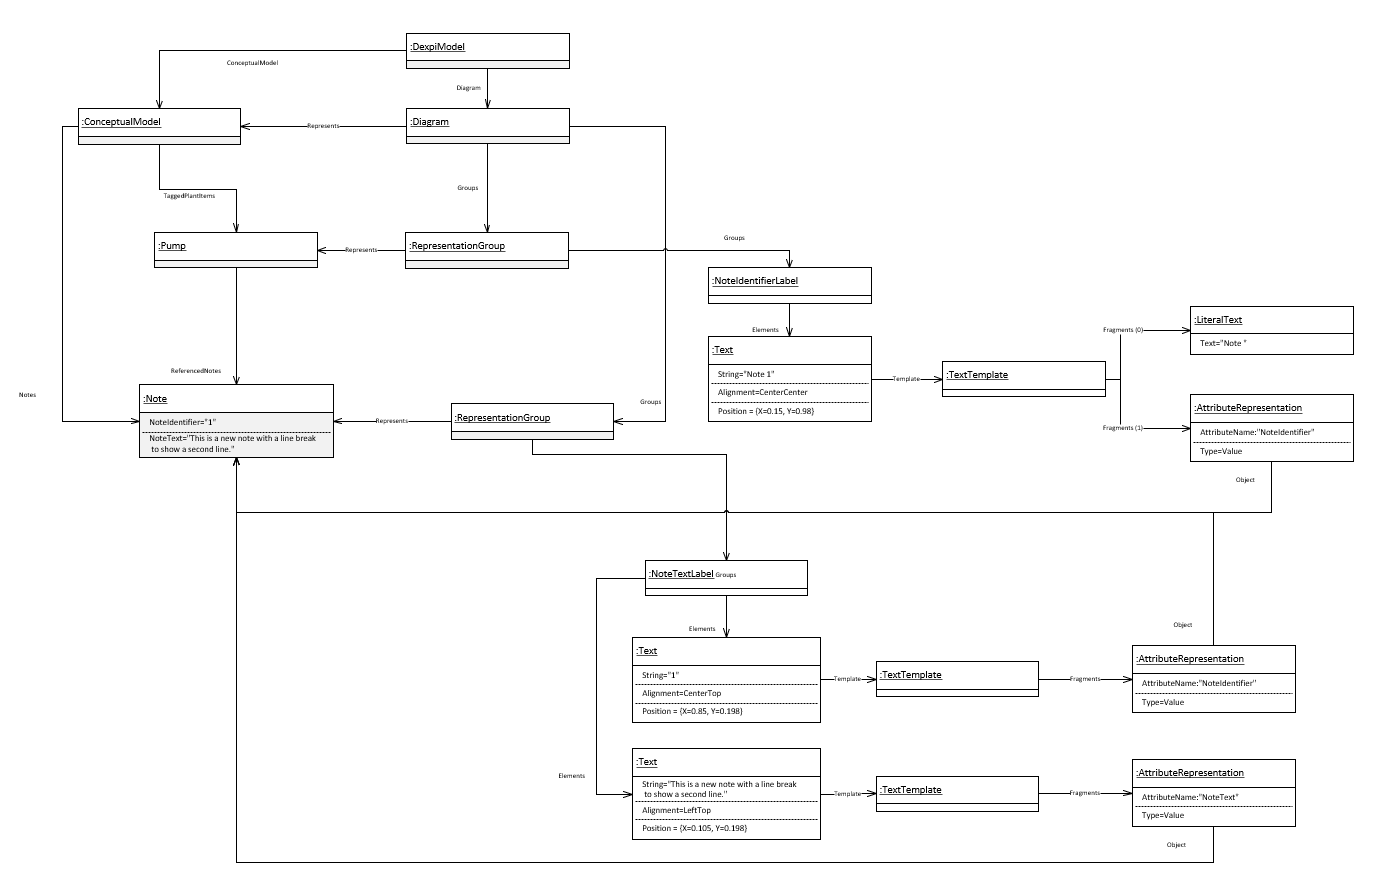 :DexpiModel
ConceptualModel
Diagram
:ConceptualModel
Represents
:Diagram
TaggedPlantItems
Groups
:Pump
Represents
:RepresentationGroup
Groups
:NoteIdentifierLabel
Elements
:Text
String="Note 1"
Alignment=CenterCenter
Position = {X=0.15, Y=0.98}
Template
:TextTemplate
Fragments (0)
:LiteralText
Text="Note "
Fragments (1)
:AttributeRepresentation
AttributeName:"NoteIdentifier"
Type=Value
Object
ReferencedNotes
Notes
:Note
NoteIdentifier="1"
NoteText="This is a new note with a line break
to show a second line."
Represents
:RepresentationGroup
Groups
:NoteTextLabel
Groups
Elements
:Text
String="1"
Alignment=CenterTop
Position = {X=0.85, Y=0.198}
Template
:TextTemplate
Fragments
Object
:AttributeRepresentation
AttributeName:"NoteIdentifier"
Type=Value
Elements
:Text
String="This is a new note with a line break
to show a second line."
Alignment=LeftTop
Position = {X=0.105, Y=0.198}
Template
:TextTemplate
Fragments
:AttributeRepresentation
AttributeName:"NoteText"
Type=Value
Object